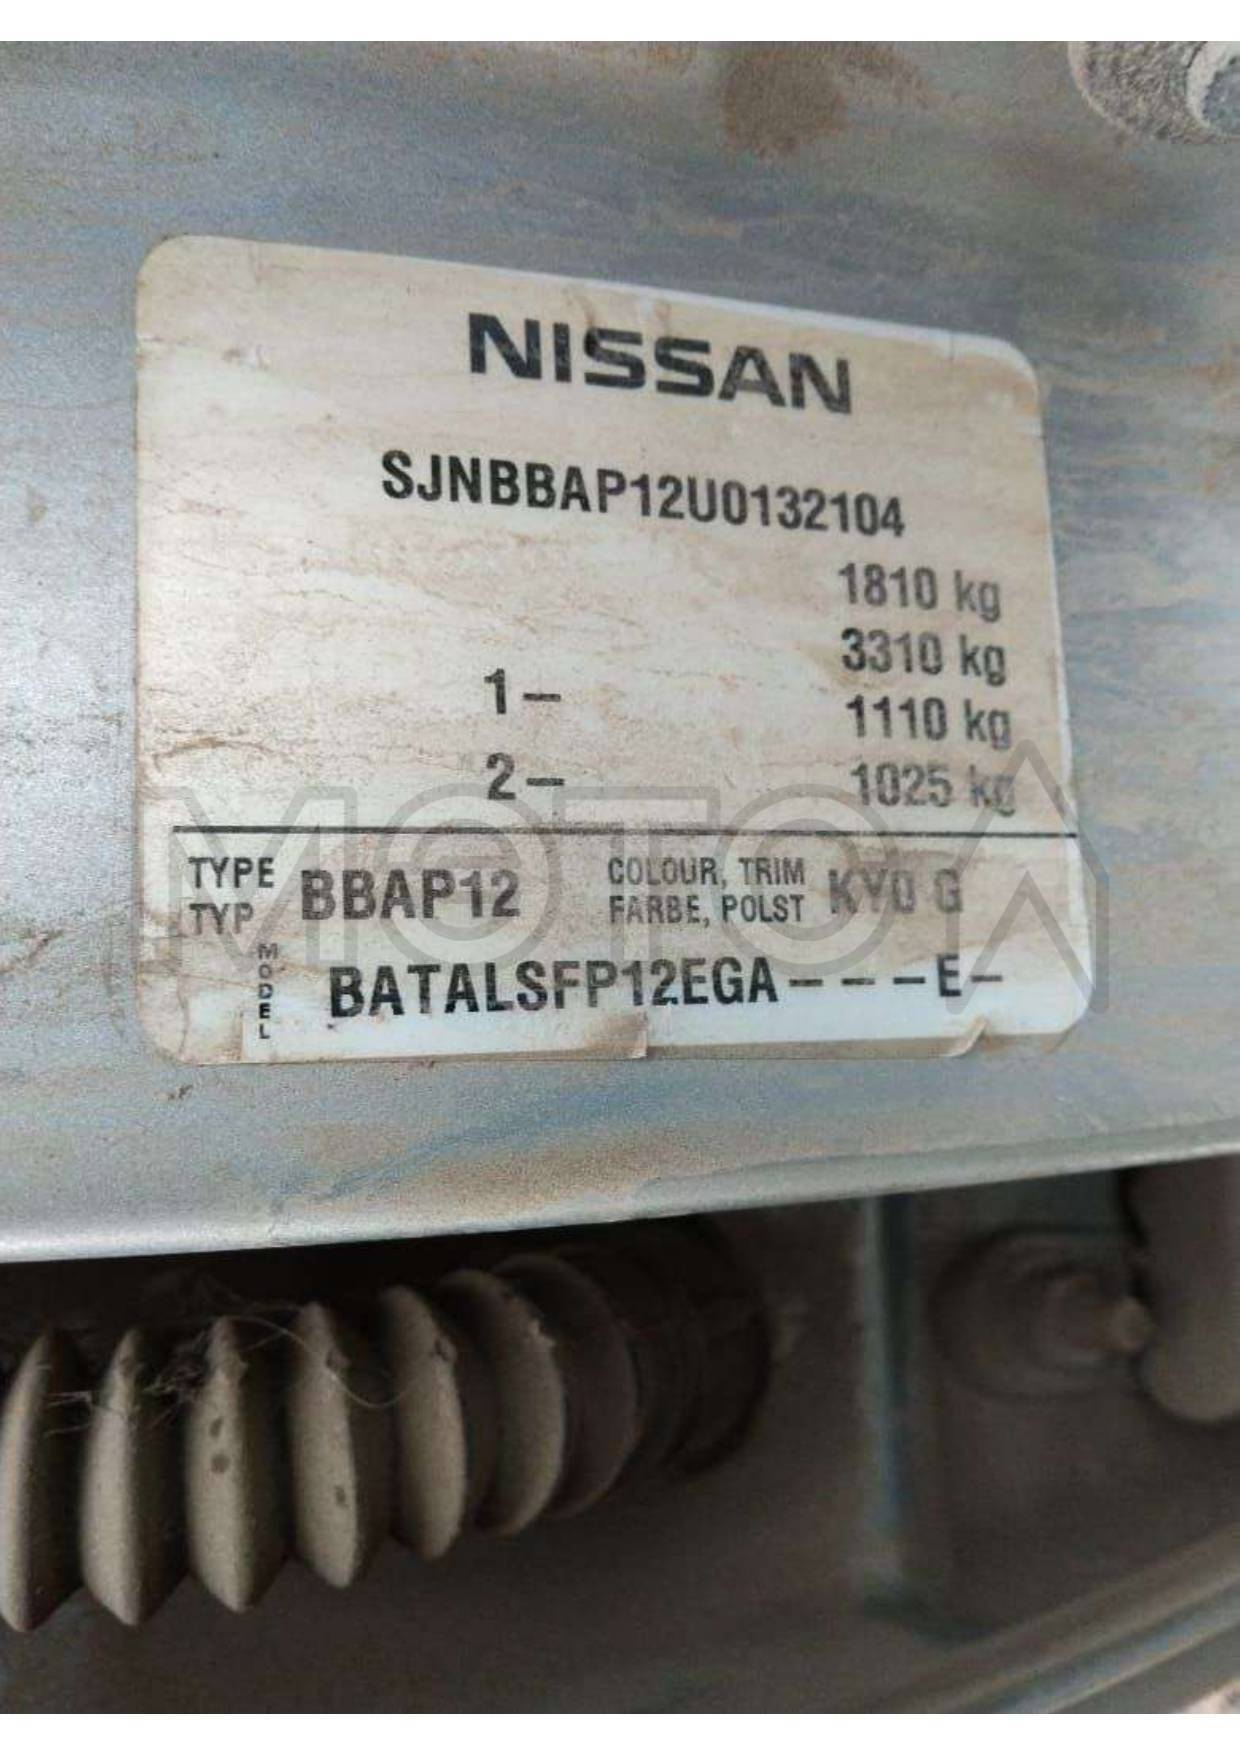 NISSAN
SJNBBAP12U0132104
1810 kg
3310 kg
1- 1110 kg
2- 1025 kg
TYPE BBAP12 COLOUR, TRIM KY0 G
TYP FARBE, POLST
MODEL BATALSFP12EGA---E-
MOTOA